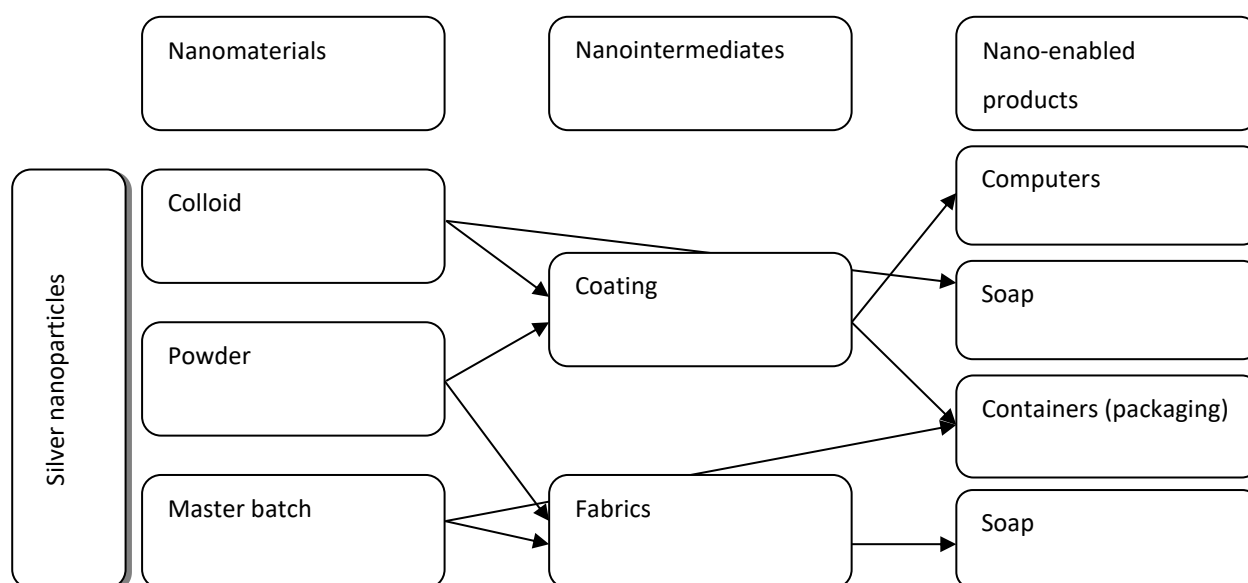 Nanomaterials
Nanointermediates
Nano-enabled
products
Silver nanoparticles
Colloid
Powder
Master batch
Coating
Fabrics
Computers
Soap
Containers (packaging)
Soap